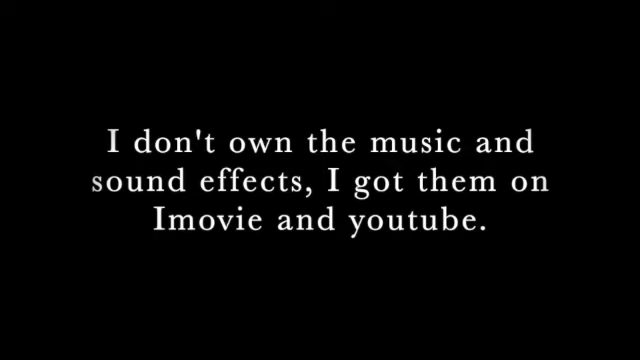 I don't own the music and
sound effects, I got them on
Imovie and youtube.